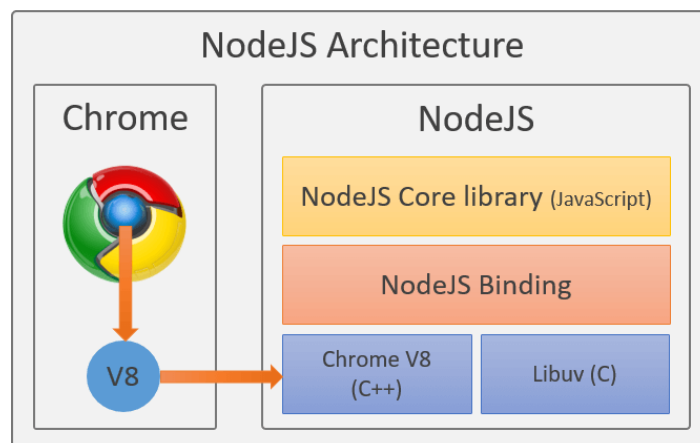 NodeJS Architecture
Chrome
V8
NodeJS
NodeJS Core library (JavaScript)
NodeJS Binding
Chrome V8
(C++)
Libuv (C)